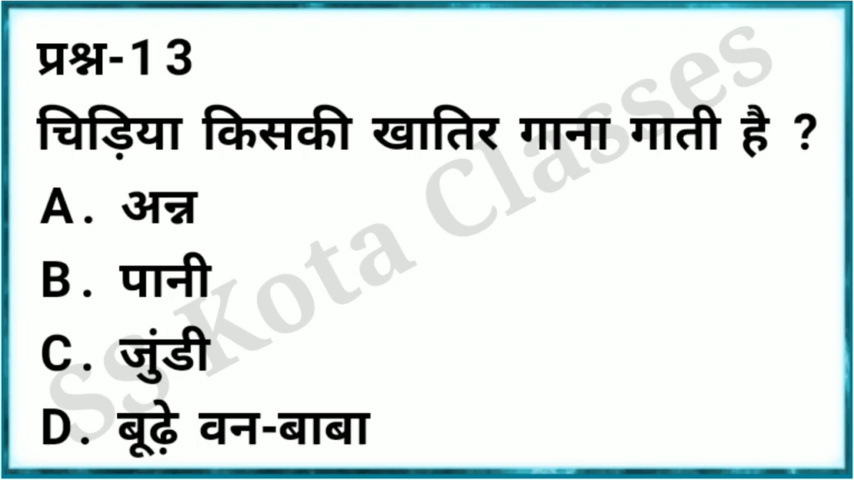 प्रश्न-13
चिड़िया किसकी खातिर गाना गाती है ?
A. अन्न
B. पानी
C. जुंडी
D. बूढ़े वन-बाबा
SS Kota Classes